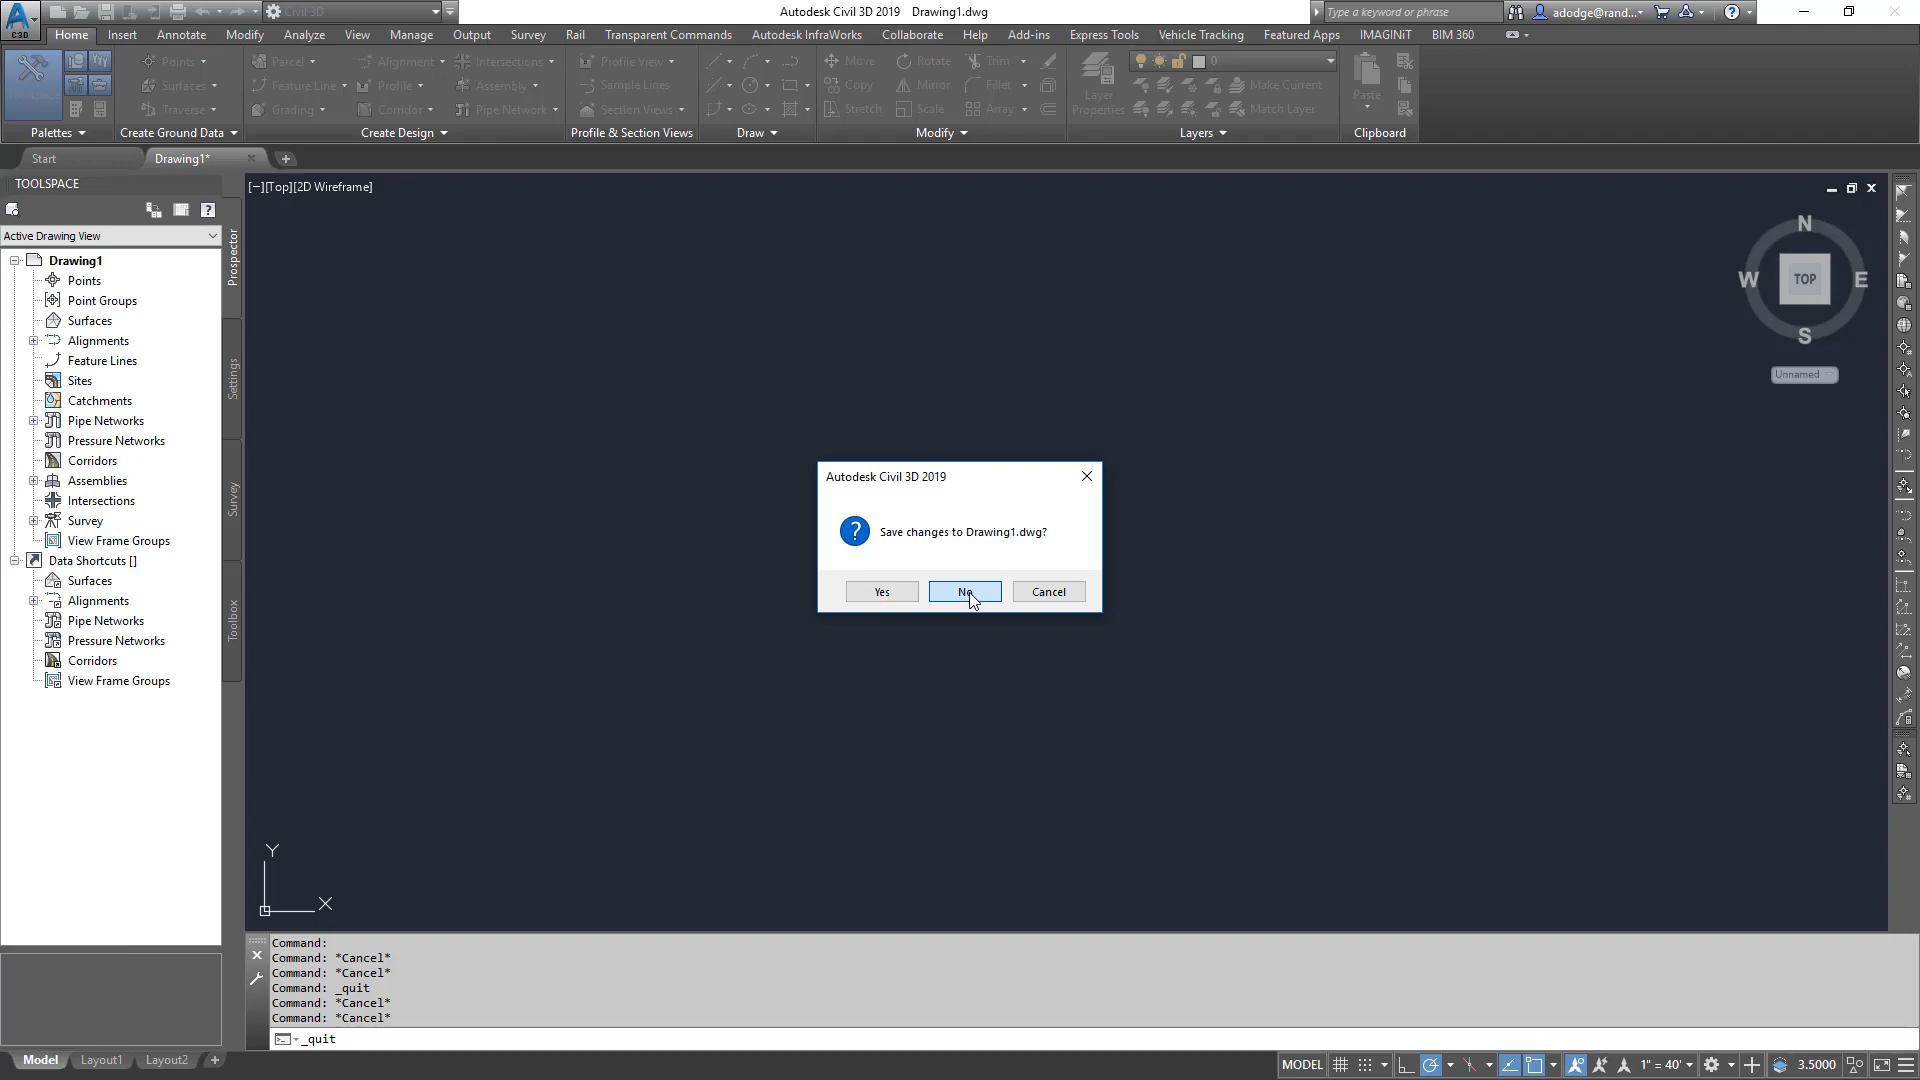 Civil 3D
Autodesk Civil 3D 2019 Drawing1.dwg
Type a keyword or phrase
adodge@rand...
C3D
Home Insert Annotate Modify Analyze View Manage Output Survey Rail Transparent Commands Autodesk InfraWorks Collaborate Help Add-ins Express Tools Vehicle Tracking Featured Apps IMAGINiT BIM 360
Points Parcel Alignment Intersections Profile View Move Rotate Trim 0
Surfaces Feature Line Profile Assembly Sample Lines Copy Mirror Fillet Make Current
Traverse Grading Corridor Pipe Network Section Views Stretch Scale Array Match Layer
Layer
Properties
Paste
Palettes Create Ground Data Create Design Profile & Section Views Draw Modify Layers Clipboard
Start Drawing1*
TOOLSPACE
[−][Top][2D Wireframe]
Active Drawing View
Prospector
Settings
Survey
Toolbox
Drawing1
Points
Point Groups
Surfaces
Alignments
Feature Lines
Sites
Catchments
Pipe Networks
Pressure Networks
Corridors
Assemblies
Intersections
Survey
View Frame Groups
Data Shortcuts []
Surfaces
Alignments
Pipe Networks
Pressure Networks
Corridors
View Frame Groups
N
W TOP E
S
Unnamed
Autodesk Civil 3D 2019
Save changes to Drawing1.dwg?
Yes No Cancel
Y
X
Command:
Command: *Cancel*
Command: *Cancel*
Command: _quit
Command: *Cancel*
Command: *Cancel*
_quit
Model Layout1 Layout2
MODEL 1" = 40' 3.5000